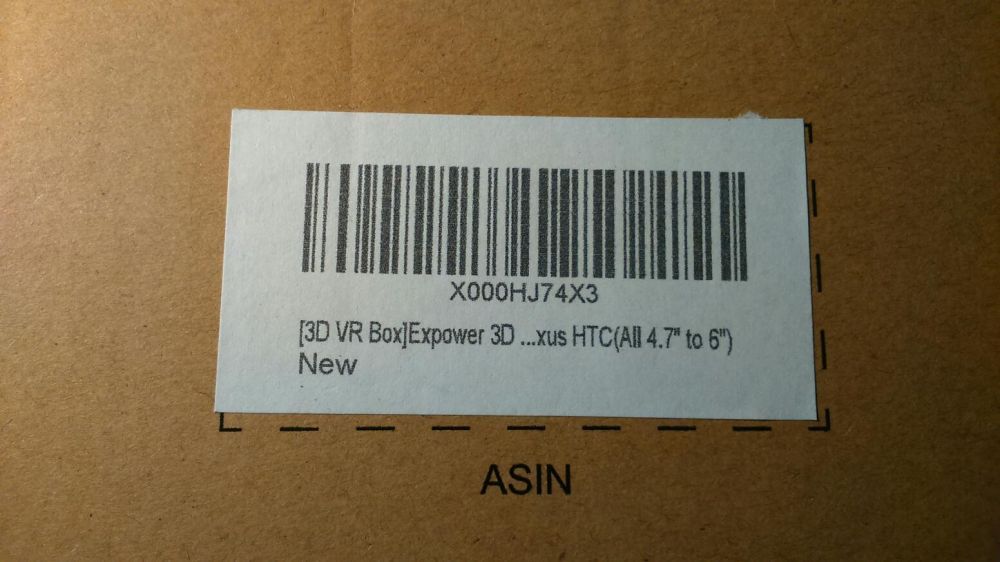 X000HJ74X3
[3D VR Box]Expower 3D ...xus HTC(All 4.7" to 6")
New
ASIN